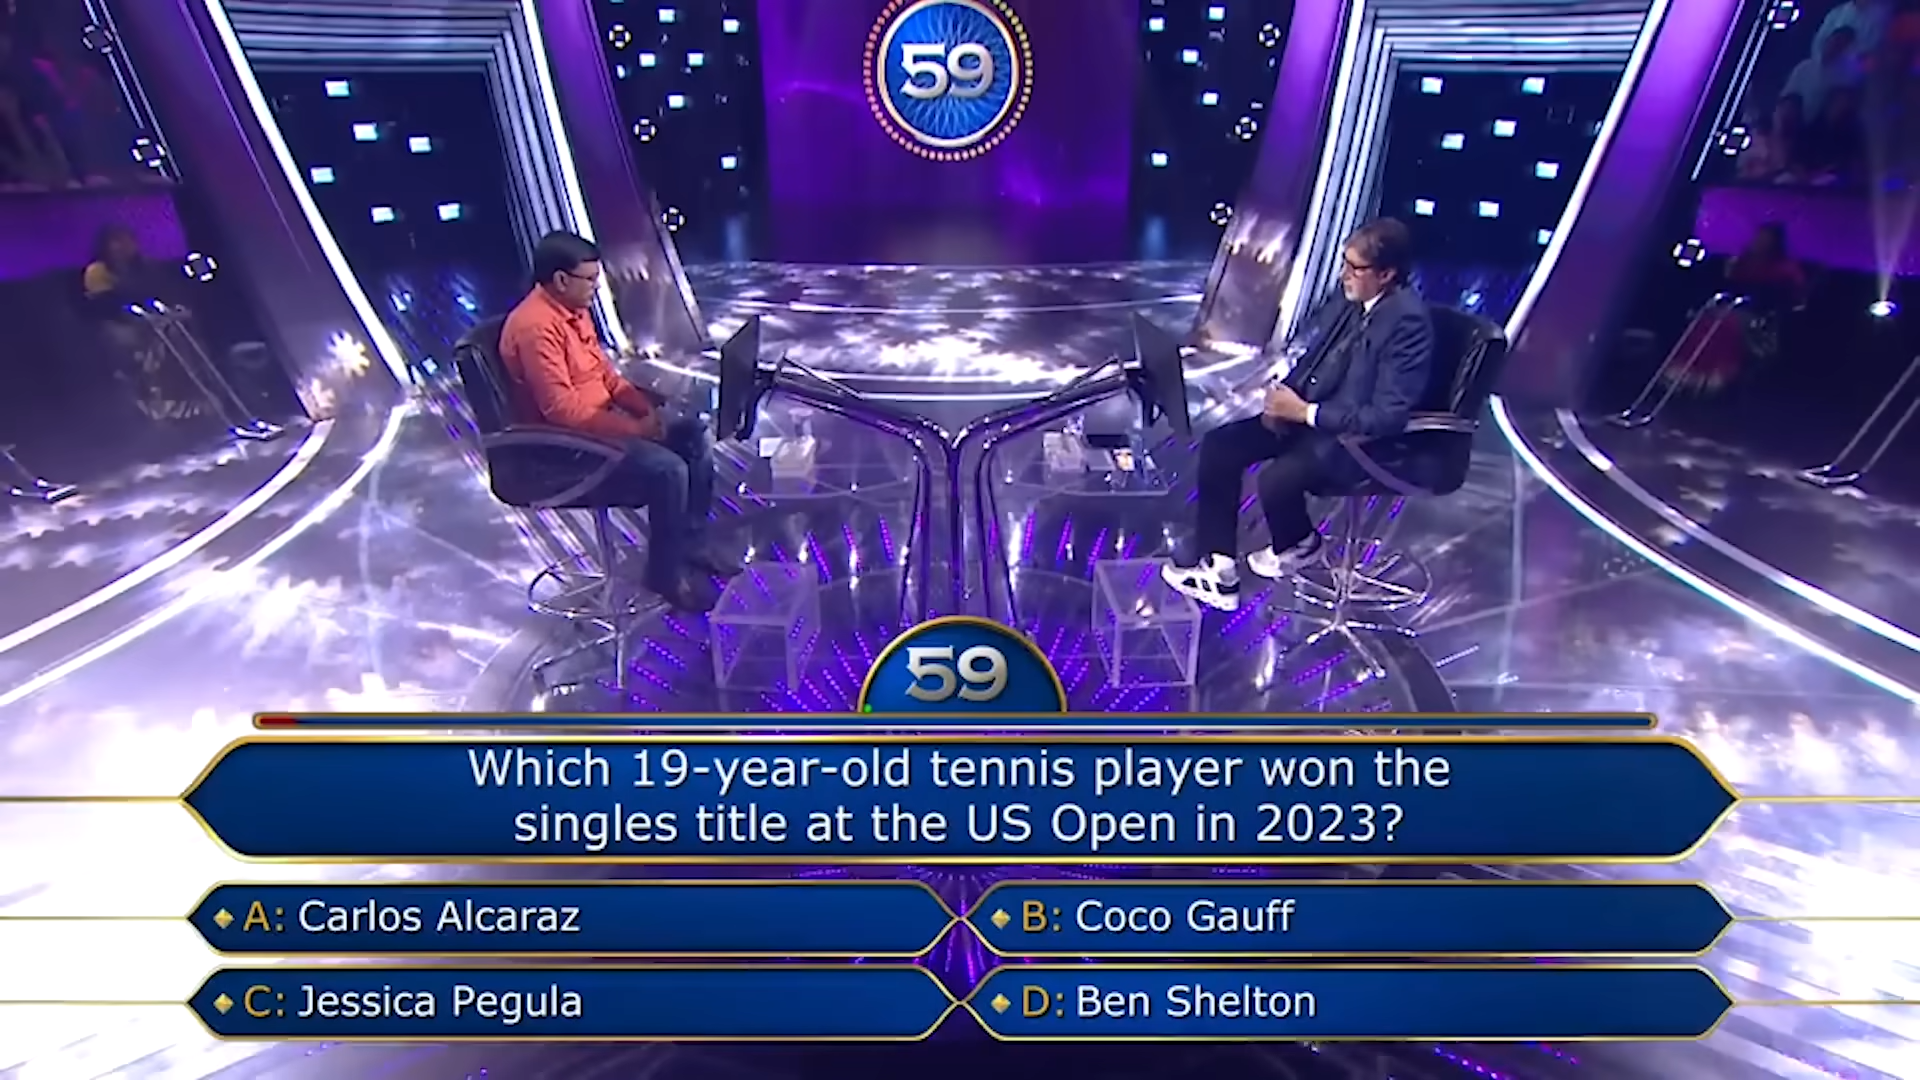 59
59
Which 19-year-old tennis player won the
singles title at the US Open in 2023?
A: Carlos Alcaraz
B: Coco Gauff
C: Jessica Pegula
D: Ben Shelton